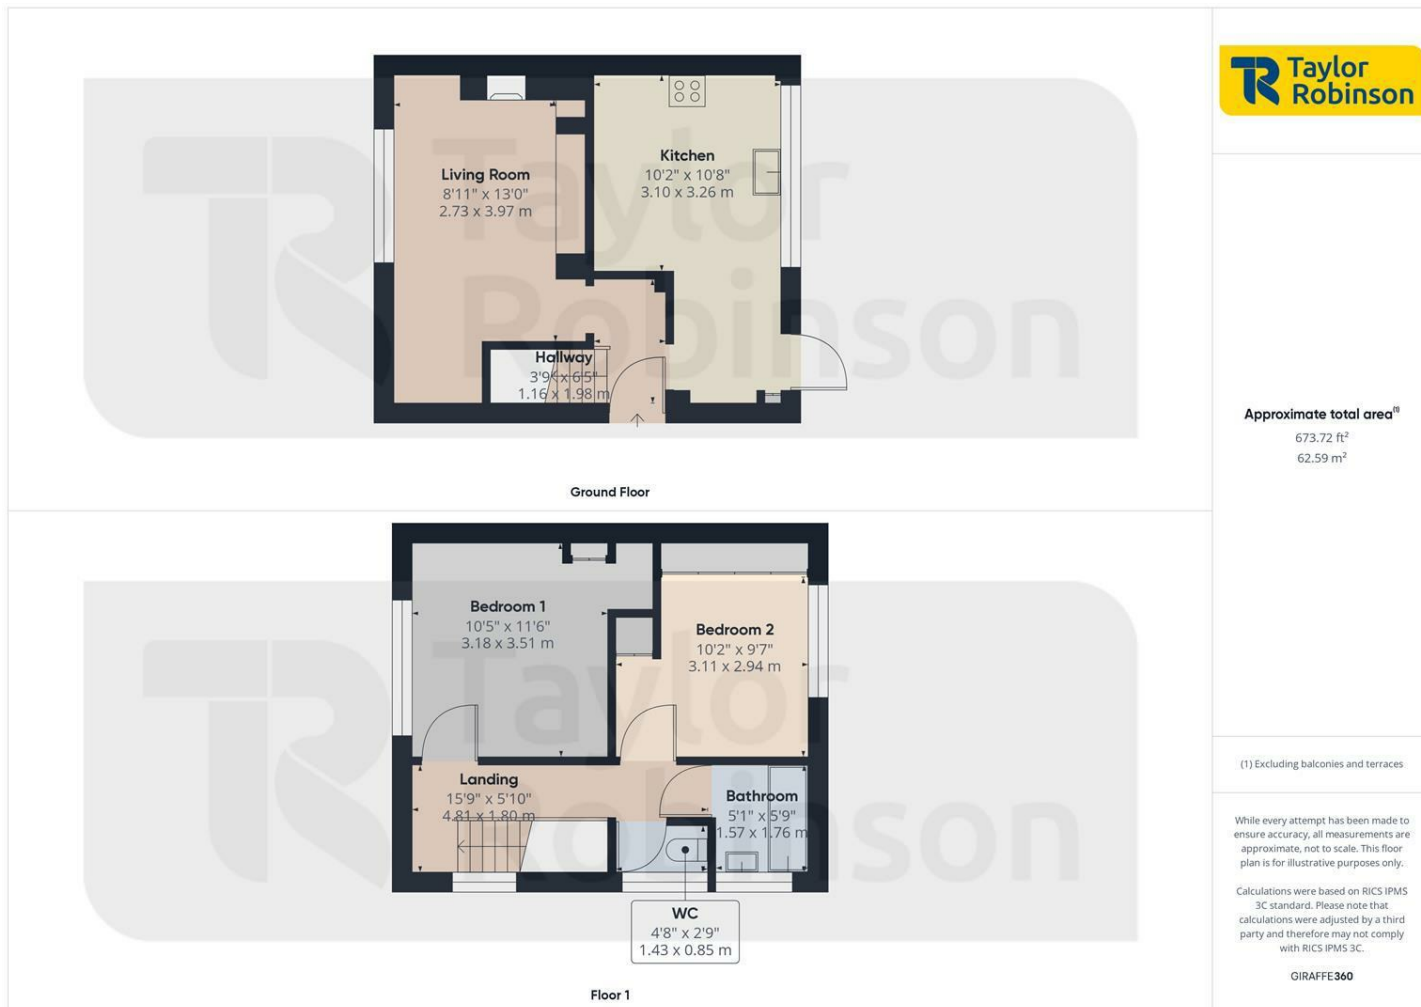 Taylor
Robinson
Living Room
8'11" x 13'0"
2.73 x 3.97 m
Kitchen
10'2" x 10'8"
3.10 x 3.26 m
Hallway
3'9" x 6'5"
1.16 x 1.98 m
Taylor
Robinson
Ground Floor
Bedroom 1
10'5" x 11'6"
3.18 x 3.51 m
Bedroom 2
10'2" x 9'7"
3.11 x 2.94 m
Landing
15'9" x 5'10"
4.81 x 1.80 m
Bathroom
5'1" x 5'9"
1.57 x 1.76 m
WC
4'8" x 2'9"
1.43 x 0.85 m
Taylor
Robinson
Floor 1
Approximate total area(1)
673.72 ft²
62.59 m²
(1) Excluding balconies and terraces
While every attempt has been made to
ensure accuracy, all measurements are
approximate, not to scale. This floor
plan is for illustrative purposes only.
Calculations were based on RICS IPMS
3C standard. Please note that
calculations were adjusted by a third
party and therefore may not comply
with RICS IPMS 3C.
GIRAFFE360